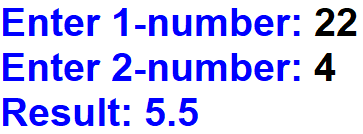 Enter 1-number: 22
Enter 2-number: 4
Result: 5.5